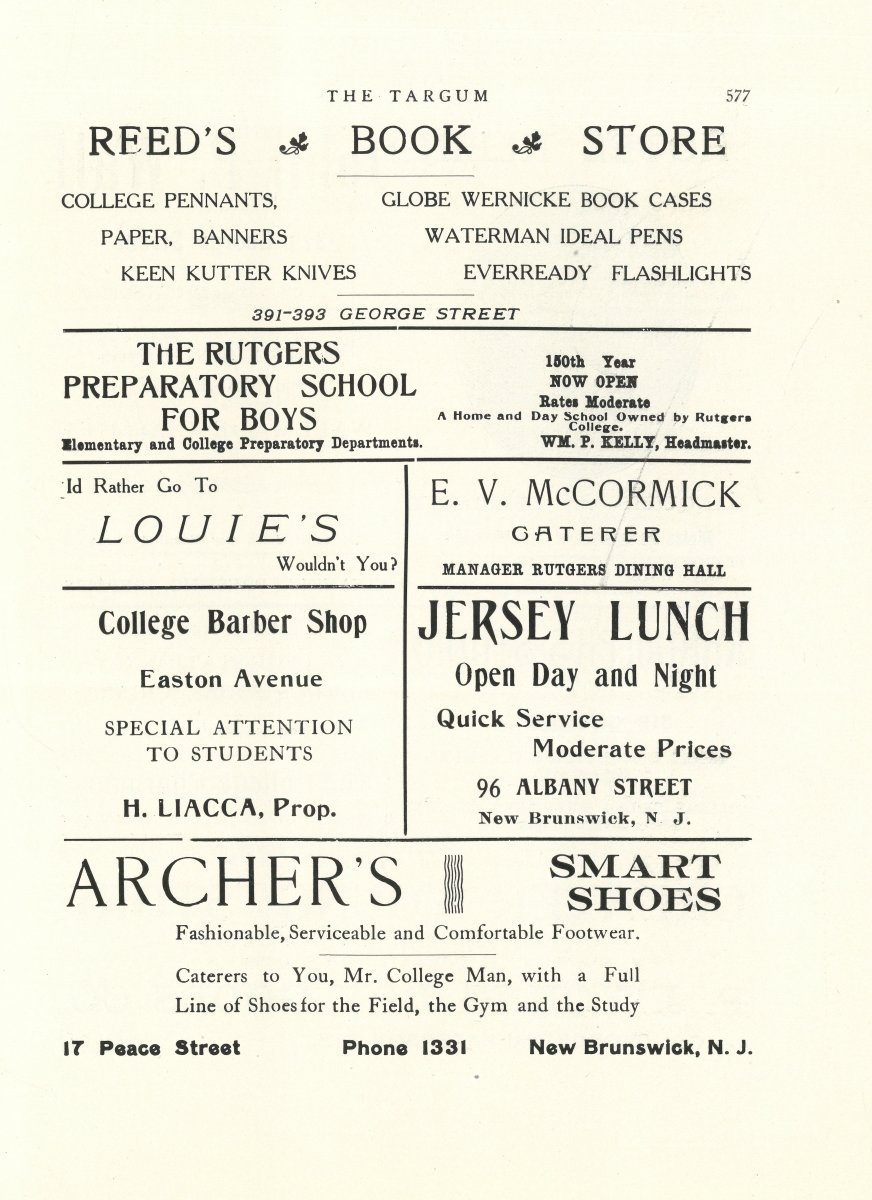 THE TARGUM 577
REED'S BOOK STORE
COLLEGE PENNANTS,
PAPER, BANNERS
KEEN KUTTER KNIVES
GLOBE WERNICKE BOOK CASES
WATERMAN IDEAL PENS
EVERREADY FLASHLIGHTS
391-393 GEORGE STREET
THE RUTGERS
PREPARATORY SCHOOL
FOR BOYS
Elementary and College Preparatory Departments.
150th Year
NOW OPEN
Rates Moderate
A Home and Day School Owned by Rutgers
College.
WM. P. KELLY, Headmaster.
'Id Rather Go To
LOUIE'S
Wouldn't You?
E. V. McCORMICK
CATERER
MANAGER RUTGERS DINING HALL
College Barber Shop
Easton Avenue
SPECIAL ATTENTION
TO STUDENTS
H. LIACCA, Prop.
JERSEY LUNCH
Open Day and Night
Quick Service
Moderate Prices
96 ALBANY STREET
New Brunswick, N. J.
ARCHER'S
SMART
SHOES
Fashionable, Serviceable and Comfortable Footwear.
Caterers to You, Mr. College Man, with a Full
Line of Shoes for the Field, the Gym and the Study
17 Peace Street Phone 1331 New Brunswick, N. J.